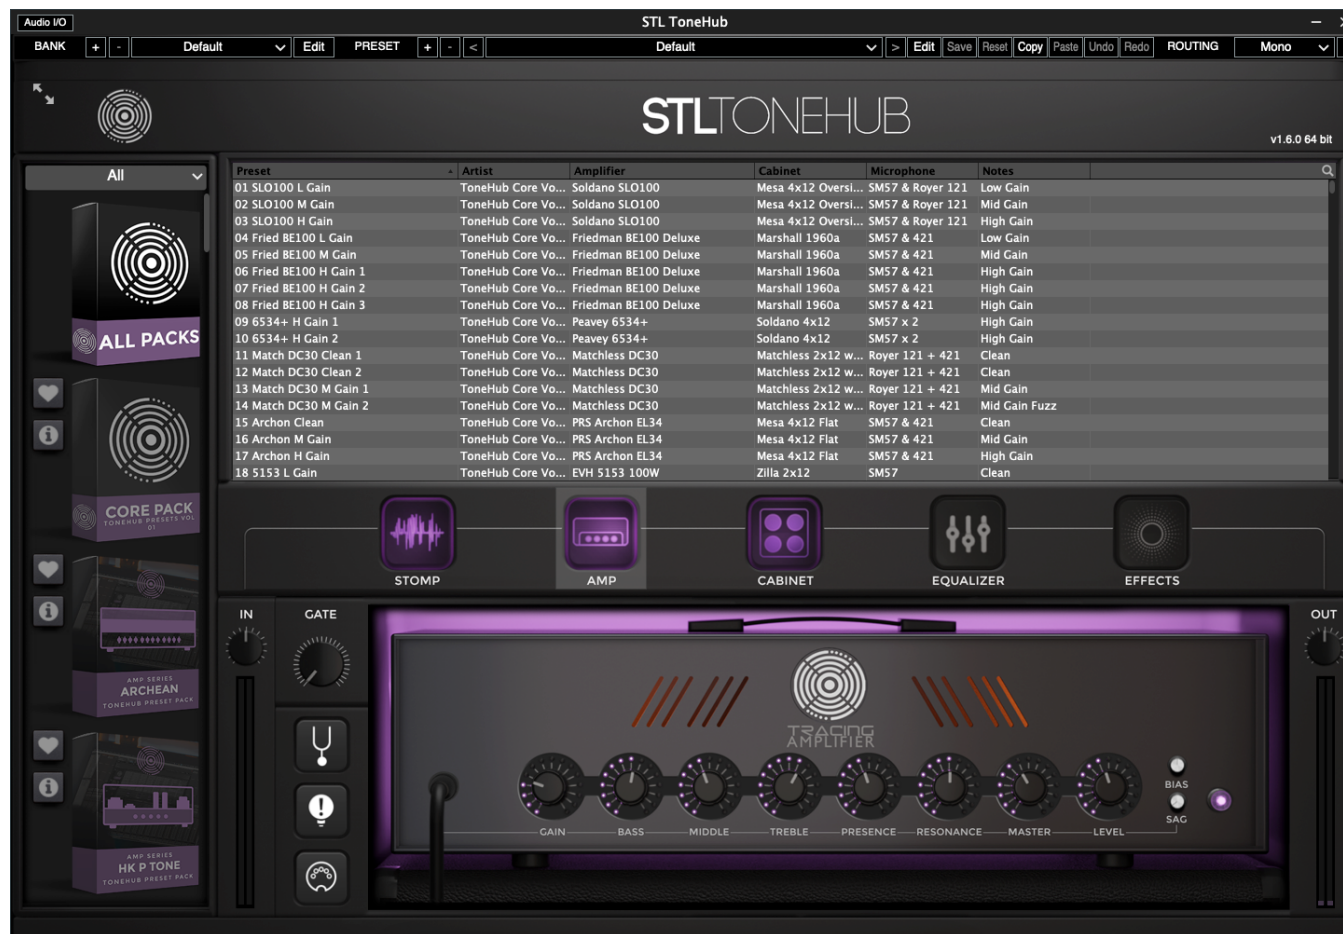 Audio I/O STL ToneHub
BANK + - Default Edit PRESET + - < Default > Edit Save Reset Copy Paste Undo Redo ROUTING Mono
STLTONEHUB
v1.6.0 64 bit
All
ALL PACKS
CORE PACK
TONEHUB PRESETS VOL
01
AMP SERIES
ARCHEAN
TONEHUB PRESET PACK
AMP SERIES
HK P TONE
TONEHUB PRESET PACK
Preset Artist Amplifier Cabinet Microphone Notes
01 SLO100 L Gain ToneHub Core Vo... Soldano SLO100 Mesa 4x12 Oversi... SM57 & Royer 121 Low Gain
02 SLO100 M Gain ToneHub Core Vo... Soldano SLO100 Mesa 4x12 Oversi... SM57 & Royer 121 Mid Gain
03 SLO100 H Gain ToneHub Core Vo... Soldano SLO100 Mesa 4x12 Oversi... SM57 & Royer 121 High Gain
04 Fried BE100 L Gain ToneHub Core Vo... Friedman BE100 Deluxe Marshall 1960a SM57 & 421 Low Gain
05 Fried BE100 M Gain ToneHub Core Vo... Friedman BE100 Deluxe Marshall 1960a SM57 & 421 Mid Gain
06 Fried BE100 H Gain 1 ToneHub Core Vo... Friedman BE100 Deluxe Marshall 1960a SM57 & 421 High Gain
07 Fried BE100 H Gain 2 ToneHub Core Vo... Friedman BE100 Deluxe Marshall 1960a SM57 & 421 High Gain
08 Fried BE100 H Gain 3 ToneHub Core Vo... Friedman BE100 Deluxe Marshall 1960a SM57 & 421 High Gain
09 6534+ H Gain 1 ToneHub Core Vo... Peavey 6534+ Soldano 4x12 SM57 x 2 High Gain
10 6534+ H Gain 2 ToneHub Core Vo... Peavey 6534+ Soldano 4x12 SM57 x 2 High Gain
11 Match DC30 Clean 1 ToneHub Core Vo... Matchless DC30 Matchless 2x12 w... Royer 121 + 421 Clean
12 Match DC30 Clean 2 ToneHub Core Vo... Matchless DC30 Matchless 2x12 w... Royer 121 + 421 Clean
13 Match DC30 M Gain 1 ToneHub Core Vo... Matchless DC30 Matchless 2x12 w... Royer 121 + 421 Mid Gain
14 Match DC30 M Gain 2 ToneHub Core Vo... Matchless DC30 Matchless 2x12 w... Royer 121 + 421 Mid Gain Fuzz
15 Archon Clean ToneHub Core Vo... PRS Archon EL34 Mesa 4x12 Flat SM57 & 421 Clean
16 Archon M Gain ToneHub Core Vo... PRS Archon EL34 Mesa 4x12 Flat SM57 & 421 Mid Gain
17 Archon H Gain ToneHub Core Vo... PRS Archon EL34 Mesa 4x12 Flat SM57 & 421 High Gain
18 5153 L Gain ToneHub Core Vo... EVH 5153 100W Zilla 2x12 SM57 Clean
STOMP AMP CABINET EQUALIZER EFFECTS
IN GATE OUT
TRACING
AMPLIFIER
BIAS
SAG
GAIN BASS MIDDLE TREBLE PRESENCE RESONANCE MASTER LEVEL